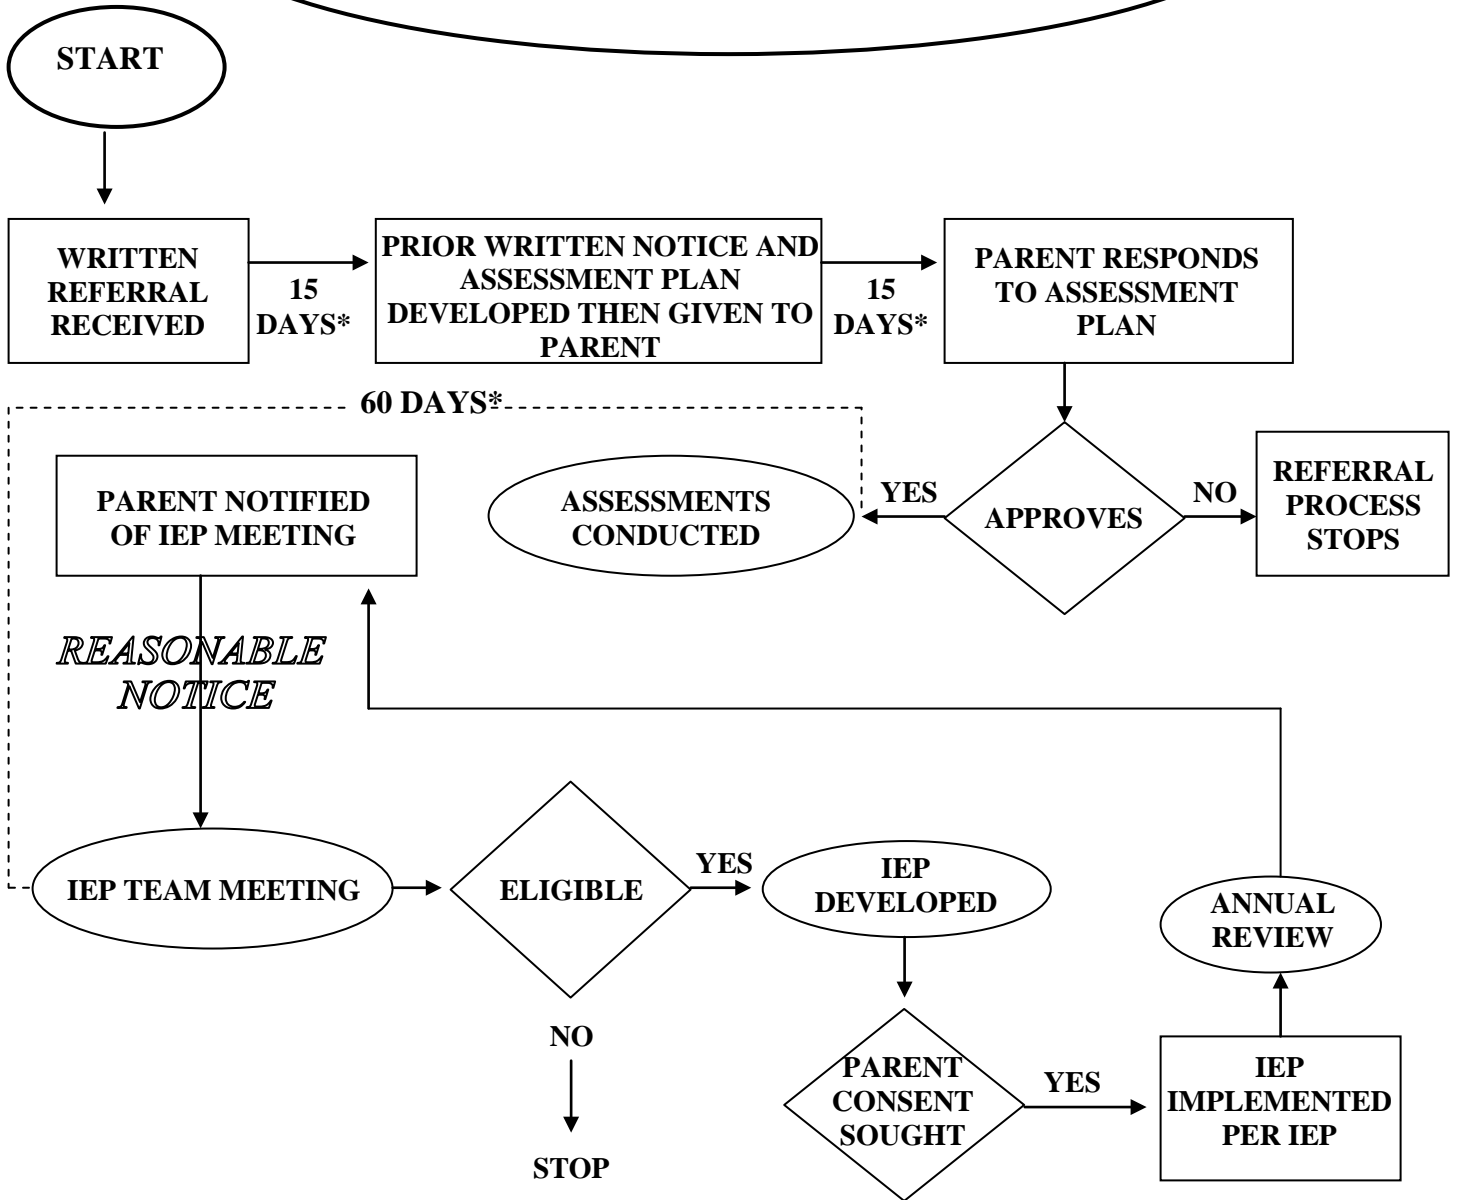 START
WRITTEN
REFERRAL
RECEIVED
15
DAYS*
PRIOR WRITTEN NOTICE AND
ASSESSMENT PLAN
DEVELOPED THEN GIVEN TO
PARENT
15
DAYS*
PARENT RESPONDS
TO ASSESSMENT
PLAN
60 DAYS*
PARENT NOTIFIED
OF IEP MEETING
ASSESSMENTS
CONDUCTED
YES
APPROVES
NO
REFERRAL
PROCESS
STOPS
REASONABLE
NOTICE
IEP TEAM MEETING
ELIGIBLE
YES
IEP
DEVELOPED
ANNUAL
REVIEW
NO
STOP
PARENT
CONSENT
SOUGHT
YES
IEP
IMPLEMENTED
PER IEP